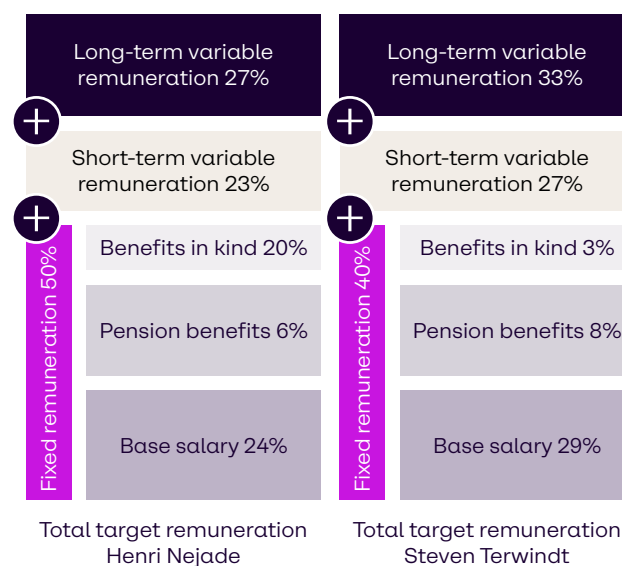 Long-term variable
remuneration 27%
Short-term variable
remuneration 23%
Fixed remuneration 50%
Benefits in kind 20%
Pension benefits 6%
Base salary 24%
Total target remuneration
Henri Nejade
Long-term variable
remuneration 33%
Short-term variable
remuneration 27%
Fixed remuneration 40%
Benefits in kind 3%
Pension benefits 8%
Base salary 29%
Total target remuneration
Steven Terwindt